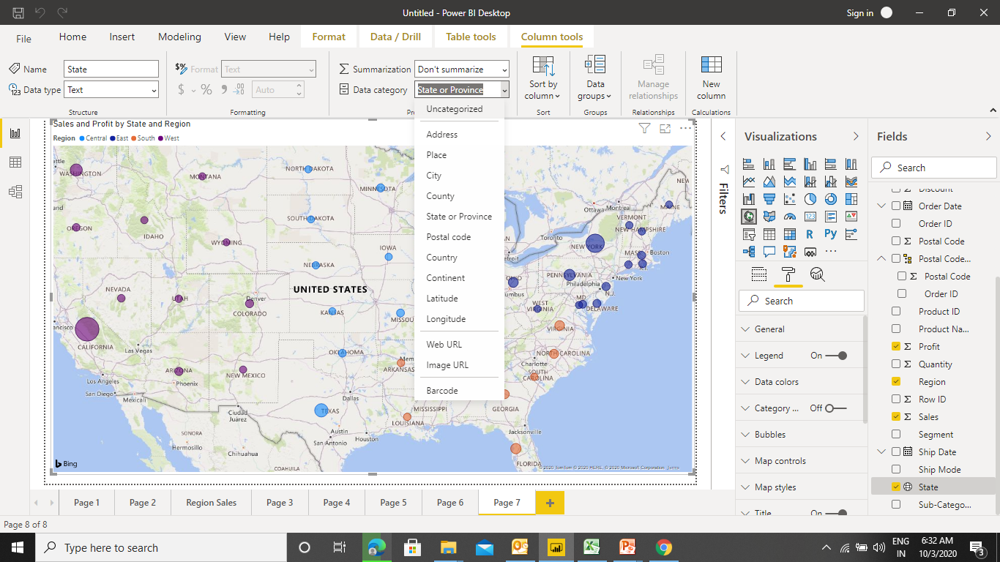 Untitled - Power BI Desktop
Sign in
File
Home
Insert
Modeling
View
Help
Format
Data / Drill
Table tools
Column tools
Name
State
Data type
Text
Structure
Format
Text
Auto
Formatting
Summarization
Don't summarize
Data category
State or Province
Sort by column
Sort
Data groups
Groups
Manage relationships
Relationships
New column
Calculations
Uncategorized
Address
Place
City
County
State or Province
Postal code
Country
Continent
Latitude
Longitude
Web URL
Image URL
Barcode
Sales and Profit by State and Region
Region Central East South West
WASHINGTON
MONTANA
NORTH DAKOTA
MINNESOTA
OREGON
IDAHO
SOUTH DAKOTA
WYOMING
IOWA
NEBRASKA
NEVADA
UTAH
Denver
COLORADO
UNITED STATES
KANSAS
MISSOU
CALIFORNIA
Las Vegas
OKLAHOMA
ARKANSAS
ARIZONA
NEW MEXICO
Los Angeles
Phoenix
San Diego
Mexicali
Dallas
TEXAS
MISSISSIPPI
LOUISIANA
Ciudad Juárez
Austin
San Antonio
Houston
SONORA
Hermosillo
Chihuahua
COAHUILA
Ottawa
Montreal
MAINE
VERMONT
NEW HAMPSHIRE
Toronto
NEW YORK
MASS
Boston
PENNSYLVANIA
New York
Philadelphia
N.J.
OHIO
MD
DELAWARE
WEST VIRGINIA
VIRGINIA
NORTH CAROLINA
Charlotte
SOUTH CAROLINA
GEORGIA
Jacksonville
FLORIDA
Bing
© 2020 TomTom © 2020 HERE, © 2020 Microsoft Corporation Terms
Filters
Visualizations
R
Py
123
Search
General
Legend On
Data colors
Category ... Off
Bubbles
Map controls
Map styles
Title On
Fields
Search
Discount
Order Date
Order ID
Postal Code
Postal Code...
Postal Code
Order ID
Product ID
Product Na...
Profit
Quantity
Region
Row ID
Sales
Segment
Ship Date
Ship Mode
State
Sub-Catego...
Page 1
Page 2
Region Sales
Page 3
Page 4
Page 5
Page 6
Page 7
Page 8 of 8
Type here to search
ENG
IN
6:32 AM
10/3/2020
3